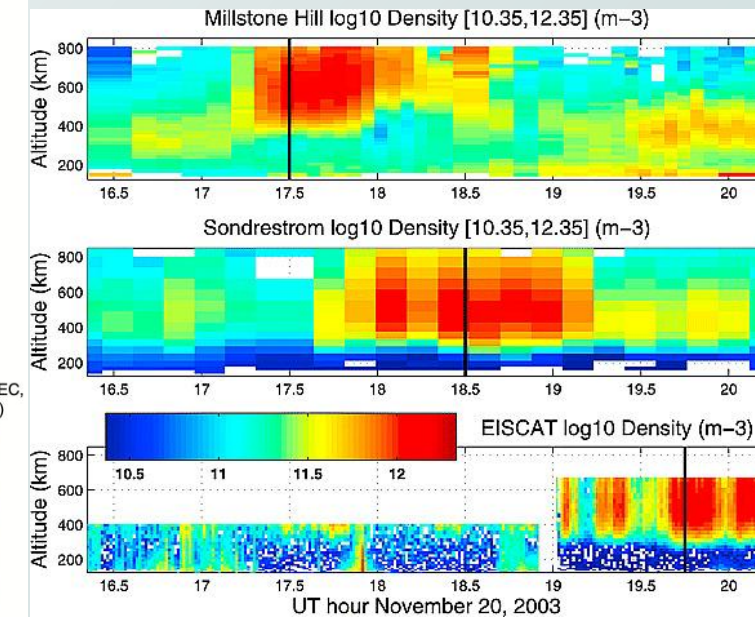 Millstone Hill log10 Density [10.35,12.35] (m−3)
800
600
400
200
Altitude (km)
16.5 17 17.5 18 18.5 19 19.5 20
Sondrestrom log10 Density [10.35,12.35] (m−3)
800
600
400
200
Altitude (km)
16.5 17 17.5 18 18.5 19 19.5 20
EC,
)
10.5 11 11.5 12
EISCAT log10 Density (m−3)
800
600
400
200
Altitude (km)
16.5 17 17.5 18 18.5 19 19.5 20
UT hour November 20, 2003